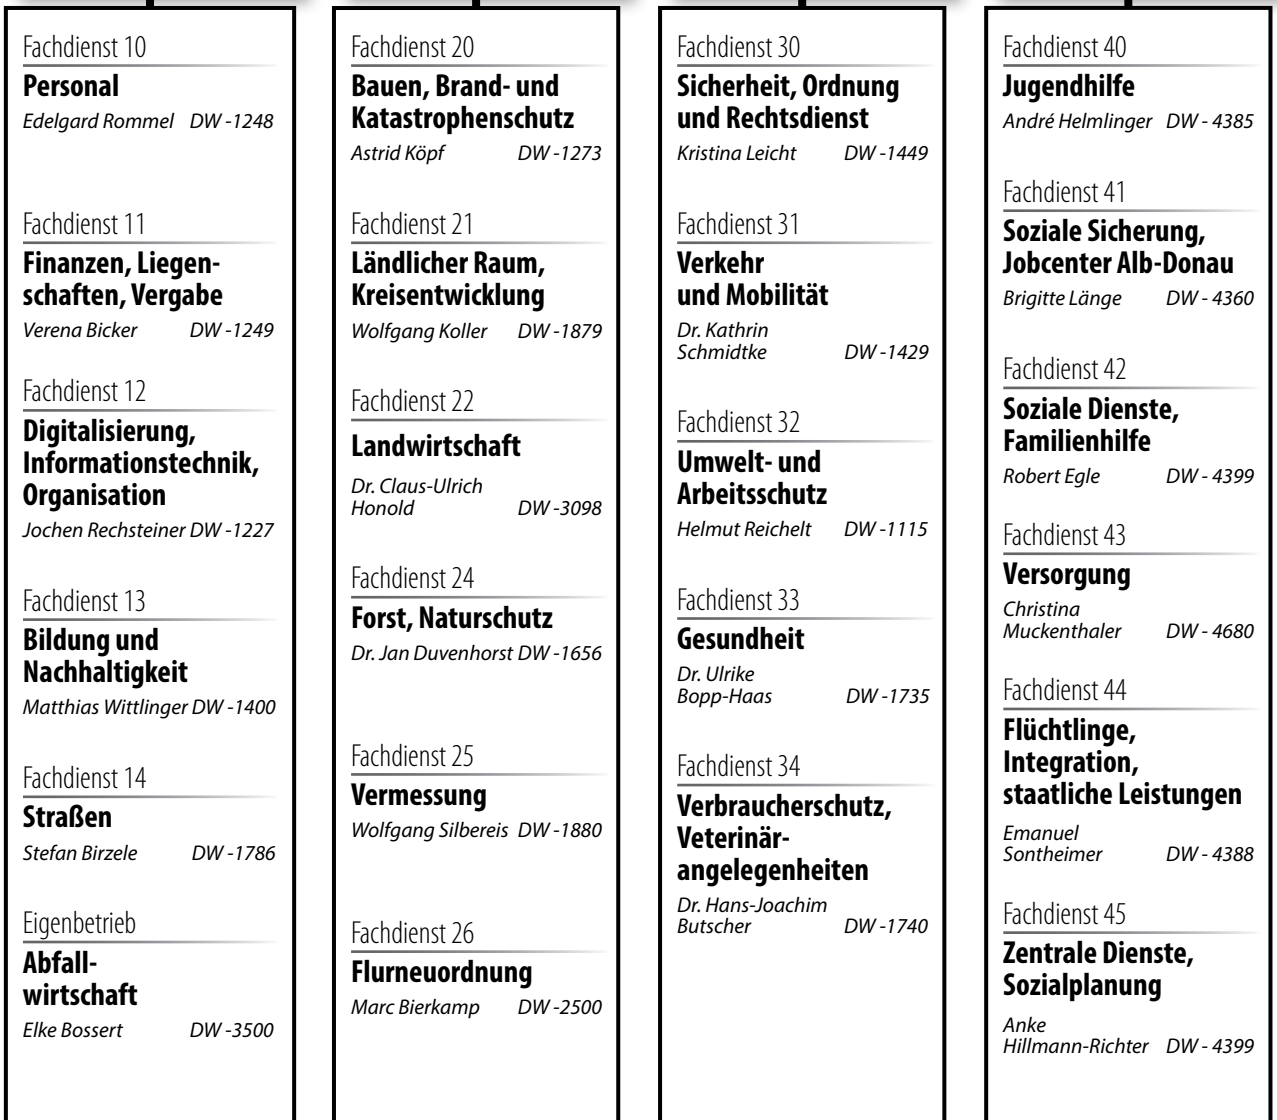 Fachdienst 10
Personal
Edelgard Rommel DW -1248
Fachdienst 11
Finanzen, Liegen-
schaften, Vergabe
Verena Bicker DW -1249
Fachdienst 12
Digitalisierung,
Informationstechnik,
Organisation
Jochen Rechsteiner DW -1227
Fachdienst 13
Bildung und
Nachhaltigkeit
Matthias Wittlinger DW -1400
Fachdienst 14
Straßen
Stefan Birzele DW -1786
Eigenbetrieb
Abfall-
wirtschaft
Elke Bossert DW -3500
Fachdienst 20
Bauen, Brand- und
Katastrophenschutz
Astrid Köpf DW -1273
Fachdienst 21
Ländlicher Raum,
Kreisentwicklung
Wolfgang Koller DW -1879
Fachdienst 22
Landwirtschaft
Dr. Claus-Ulrich
Honold DW -3098
Fachdienst 24
Forst, Naturschutz
Dr. Jan Duvenhorst DW -1656
Fachdienst 25
Vermessung
Wolfgang Silbereis DW -1880
Fachdienst 26
Flurneuordnung
Marc Bierkamp DW -2500
Fachdienst 30
Sicherheit, Ordnung
und Rechtsdienst
Kristina Leicht DW -1449
Fachdienst 31
Verkehr
und Mobilität
Dr. Kathrin
Schmidtke DW -1429
Fachdienst 32
Umwelt- und
Arbeitsschutz
Helmut Reichelt DW -1115
Fachdienst 33
Gesundheit
Dr. Ulrike
Bopp-Haas DW -1735
Fachdienst 34
Verbraucherschutz,
Veterinär-
angelegenheiten
Dr. Hans-Joachim
Butscher DW -1740
Fachdienst 40
Jugendhilfe
André Helmlinger DW - 4385
Fachdienst 41
Soziale Sicherung,
Jobcenter Alb-Donau
Brigitte Länge DW - 4360
Fachdienst 42
Soziale Dienste,
Familienhilfe
Robert Egle DW - 4399
Fachdienst 43
Versorgung
Christina
Muckenthaler DW - 4680
Fachdienst 44
Flüchtlinge,
Integration,
staatliche Leistungen
Emanuel
Sontheimer DW - 4388
Fachdienst 45
Zentrale Dienste,
Sozialplanung
Anke
Hillmann-Richter DW - 4399